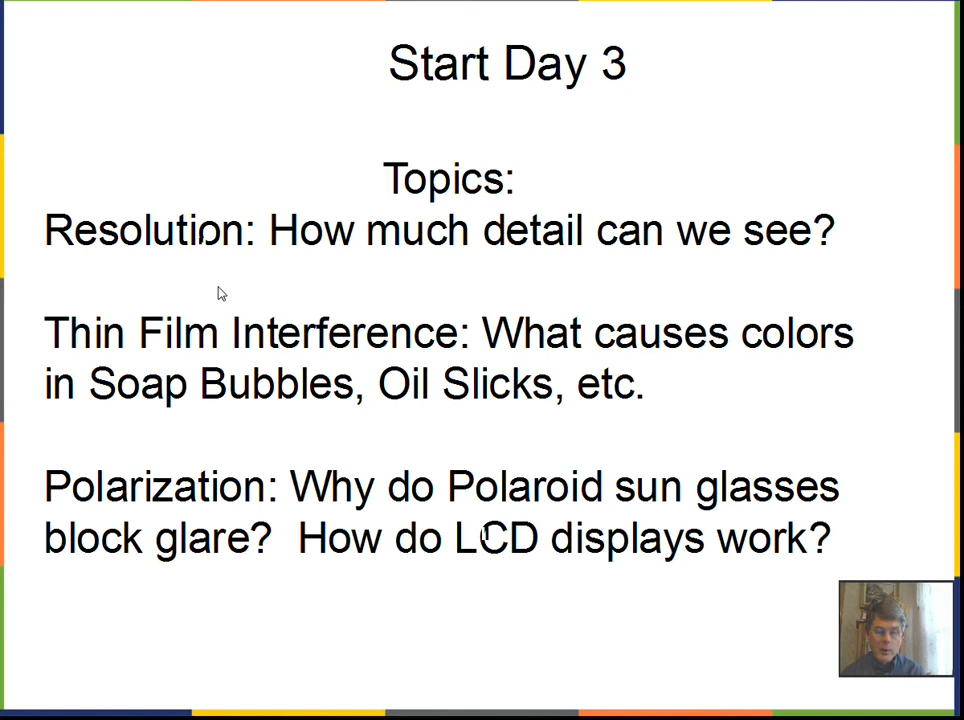 Start Day 3
Topics:
Resolution: How much detail can we see?
Thin Film Interference: What causes colors
in Soap Bubbles, Oil Slicks, etc.
Polarization: Why do Polaroid sun glasses
block glare?  How do LCD displays work?